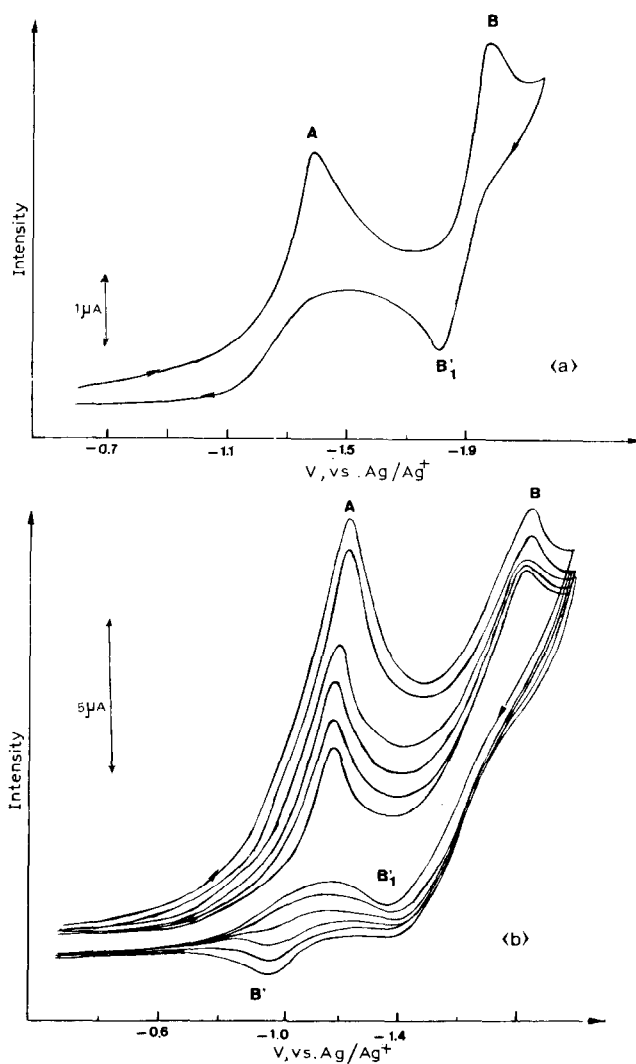 A
B
Intensity
1μA
B'1
(a)
-0.7 -1.1 -1.5 -1.9
V, vs. Ag/Ag+
A
B
5μA
Intensity
B'1
(b)
B'
-0.6 -1.0 -1.4
V, vs. Ag/Ag+